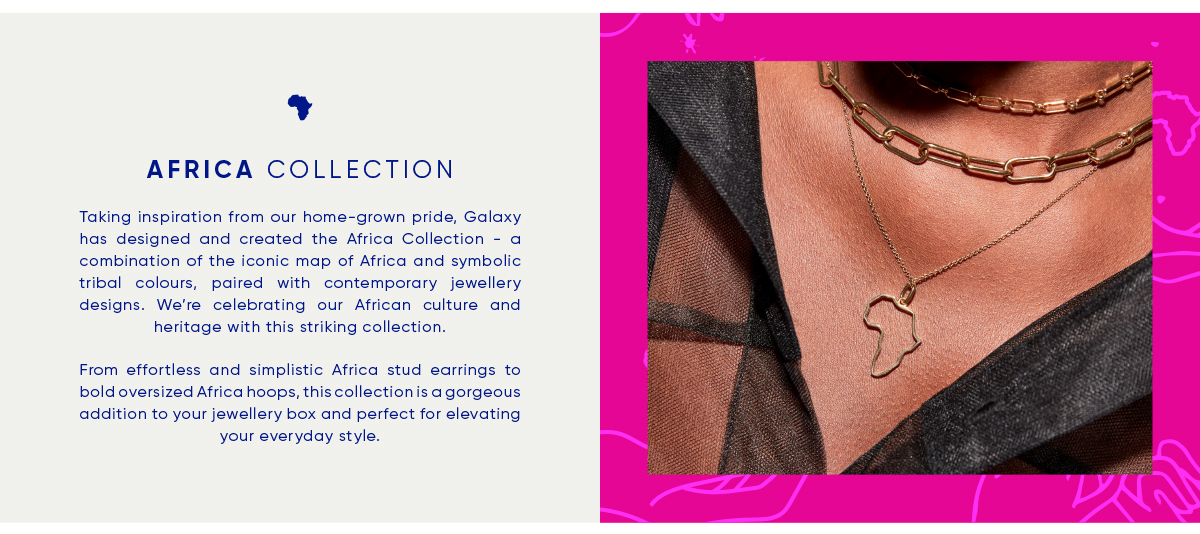 AFRICA COLLECTION
Taking inspiration from our home-grown pride, Galaxy
has designed and created the Africa Collection - a
combination of the iconic map of Africa and symbolic
tribal colours, paired with contemporary jewellery
designs. We’re celebrating our African culture and
heritage with this striking collection.
From effortless and simplistic Africa stud earrings to
bold oversized Africa hoops, this collection is a gorgeous
addition to your jewellery box and perfect for elevating
your everyday style.